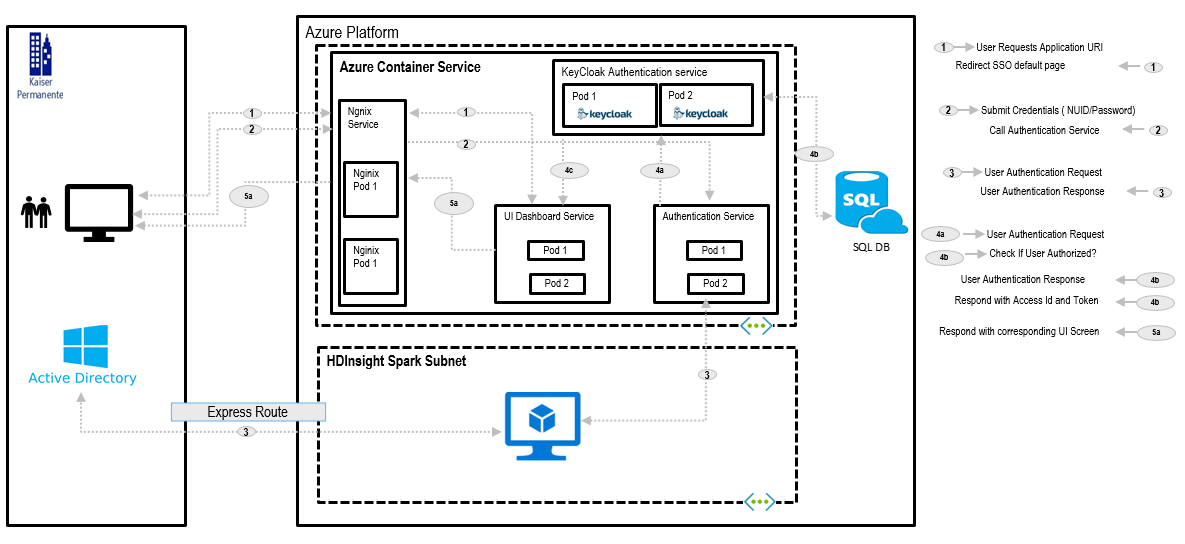 Kaiser
Permanente
Active Directory
Express Route
Azure Platform
Azure Container Service
Ngnix
Service
Nginix
Pod 1
Nginix
Pod 1
KeyCloak Authentication service
Pod 1
keycloak
Pod 2
keycloak
UI Dashboard Service
Pod 1
Pod 2
Authentication Service
Pod 1
Pod 2
HDInsight Spark Subnet
SQL
SQL DB
1
2
5a
1
2
5a
4c
4a
4b
3
3
1 User Requests Application URI
Redirect SSO default page 1
2 Submit Credentials ( NUID/Password)
Call Authentication Service 2
3 User Authentication Request
User Authentication Response 3
4a User Authentication Request
4b Check If User Authorized?
User Authentication Response 4b
Respond with Access Id and Token 4b
Respond with corresponding UI Screen 5a